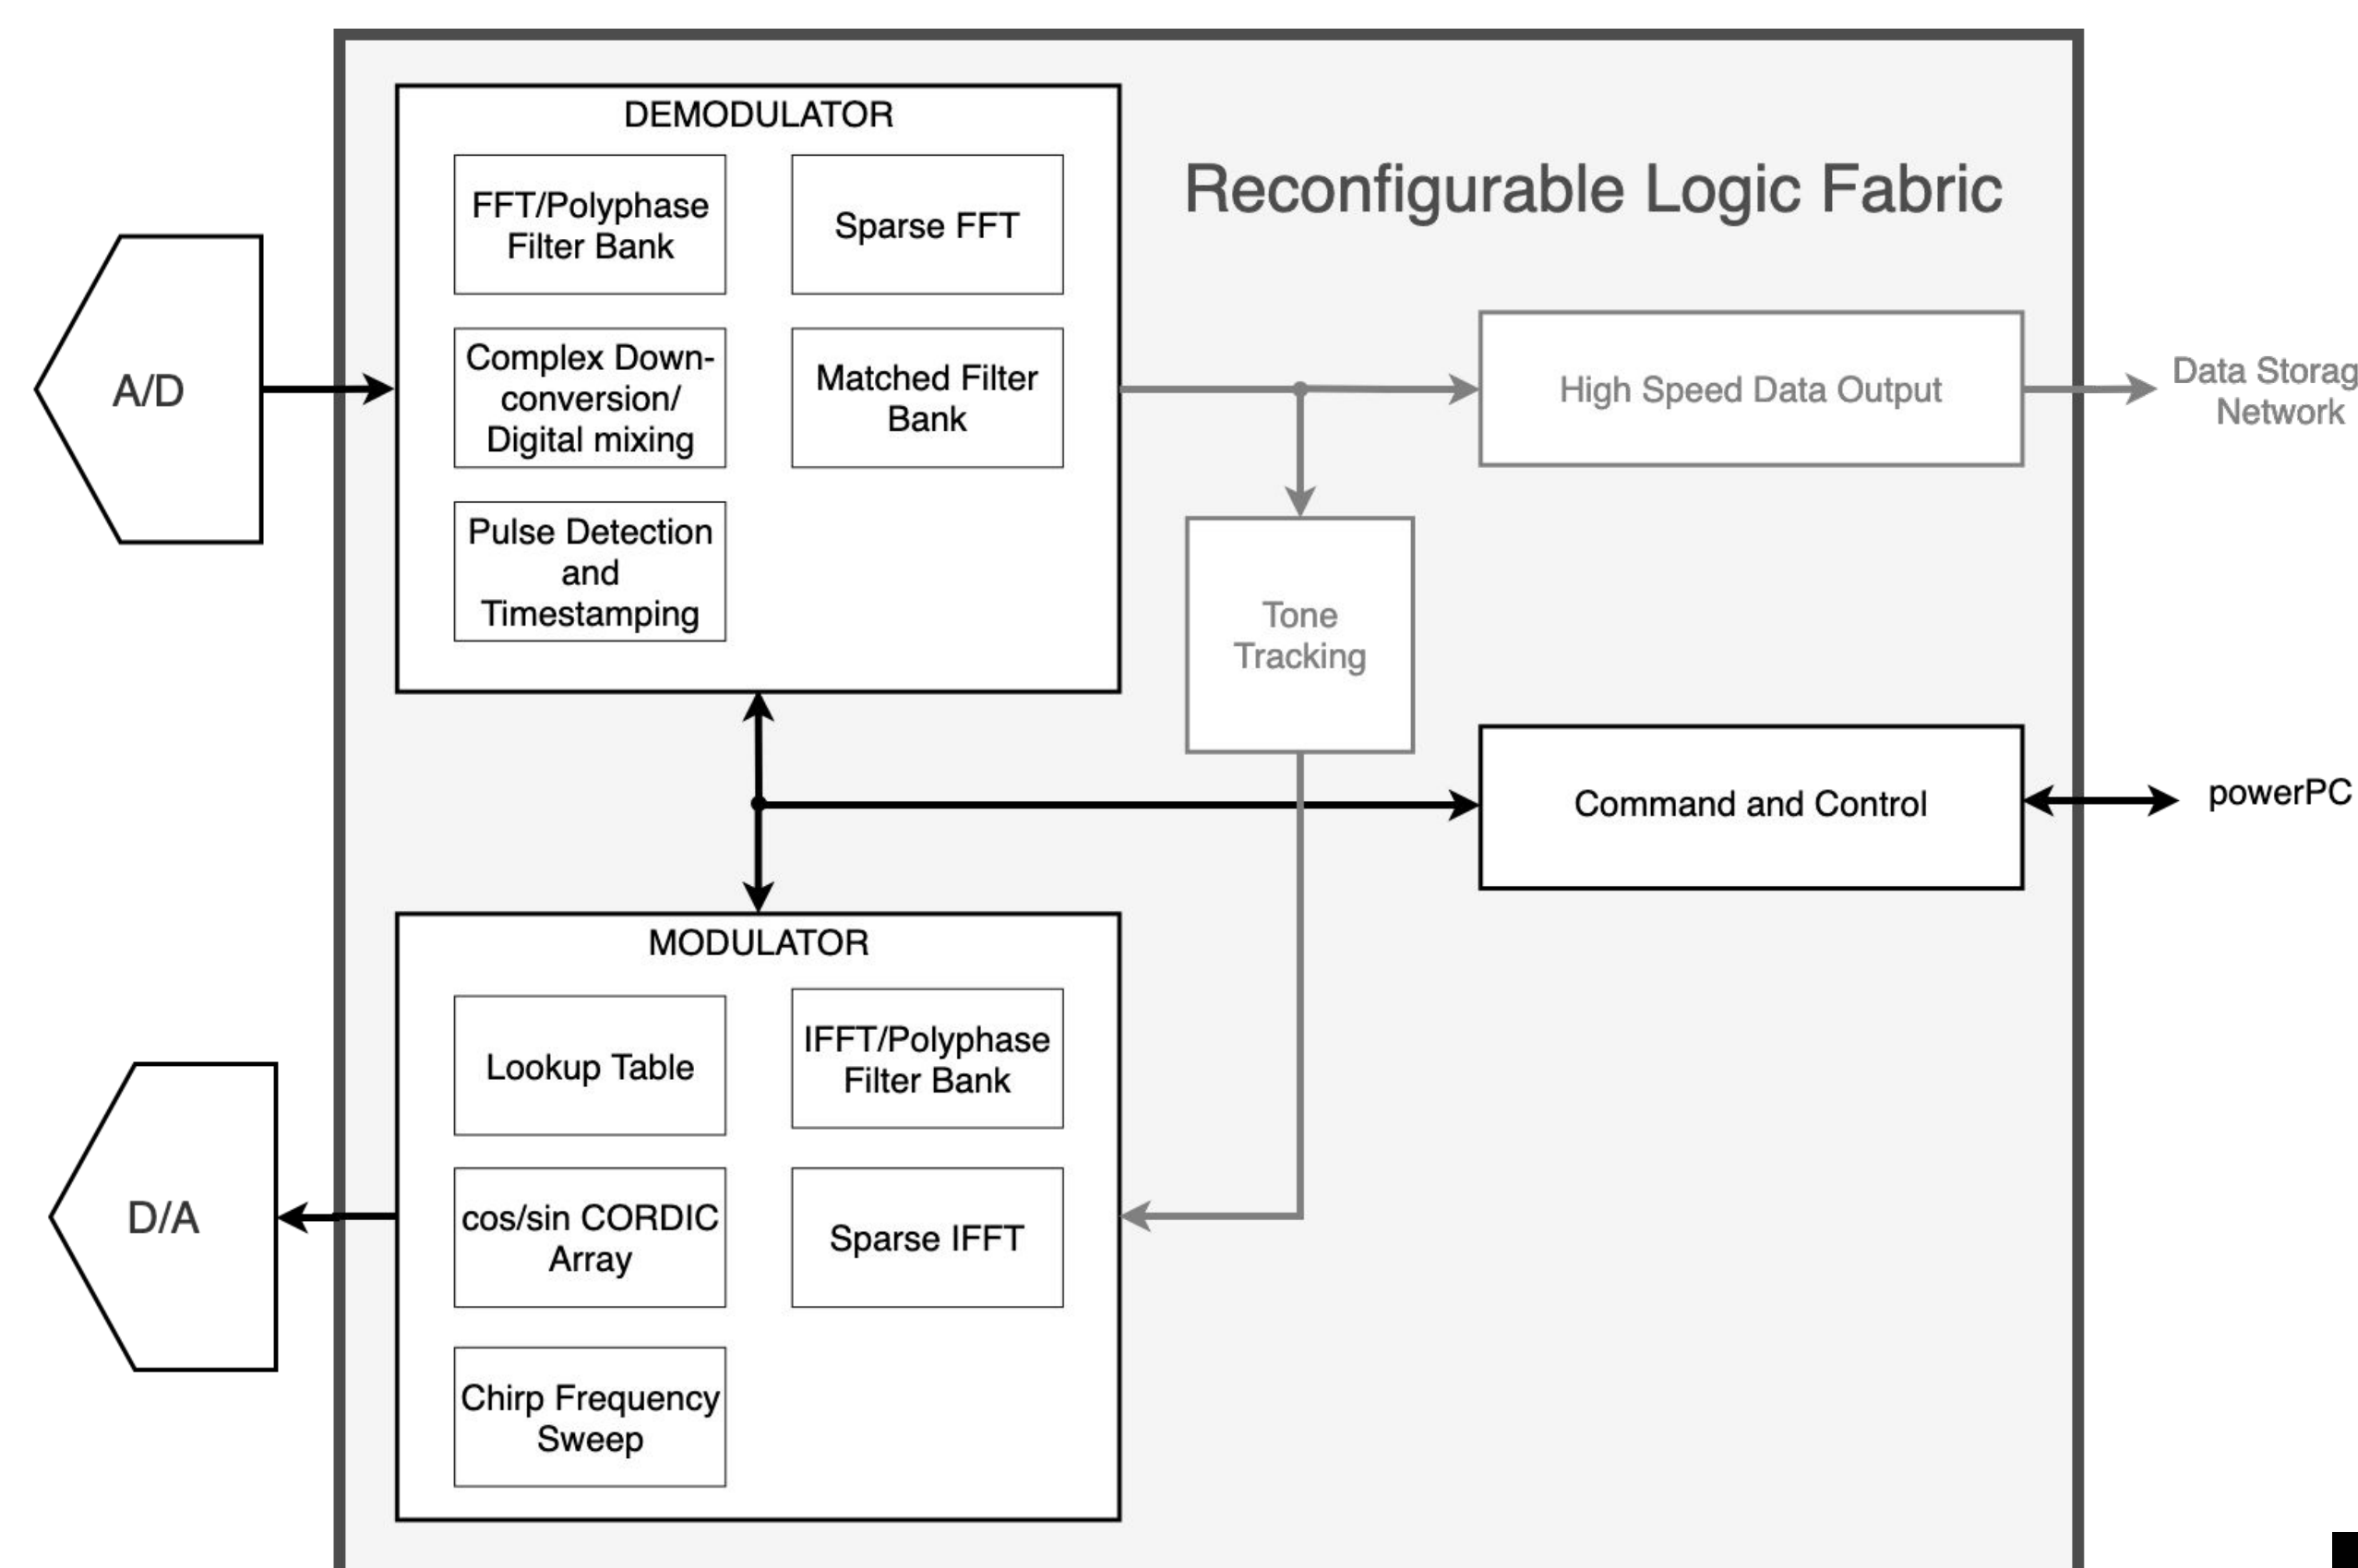 DEMODULATOR
FFT/Polyphase
Filter Bank
Sparse FFT
Complex Down-
conversion/
Digital mixing
Matched Filter
Bank
Pulse Detection
and
Timestamping
Reconfigurable Logic Fabric
A/D
High Speed Data Output
Data Storag
Network
Tone
Tracking
Command and Control
powerPC
MODULATOR
Lookup Table
IFFT/Polyphase
Filter Bank
cos/sin CORDIC
Array
Sparse IFFT
Chirp Frequency
Sweep
D/A